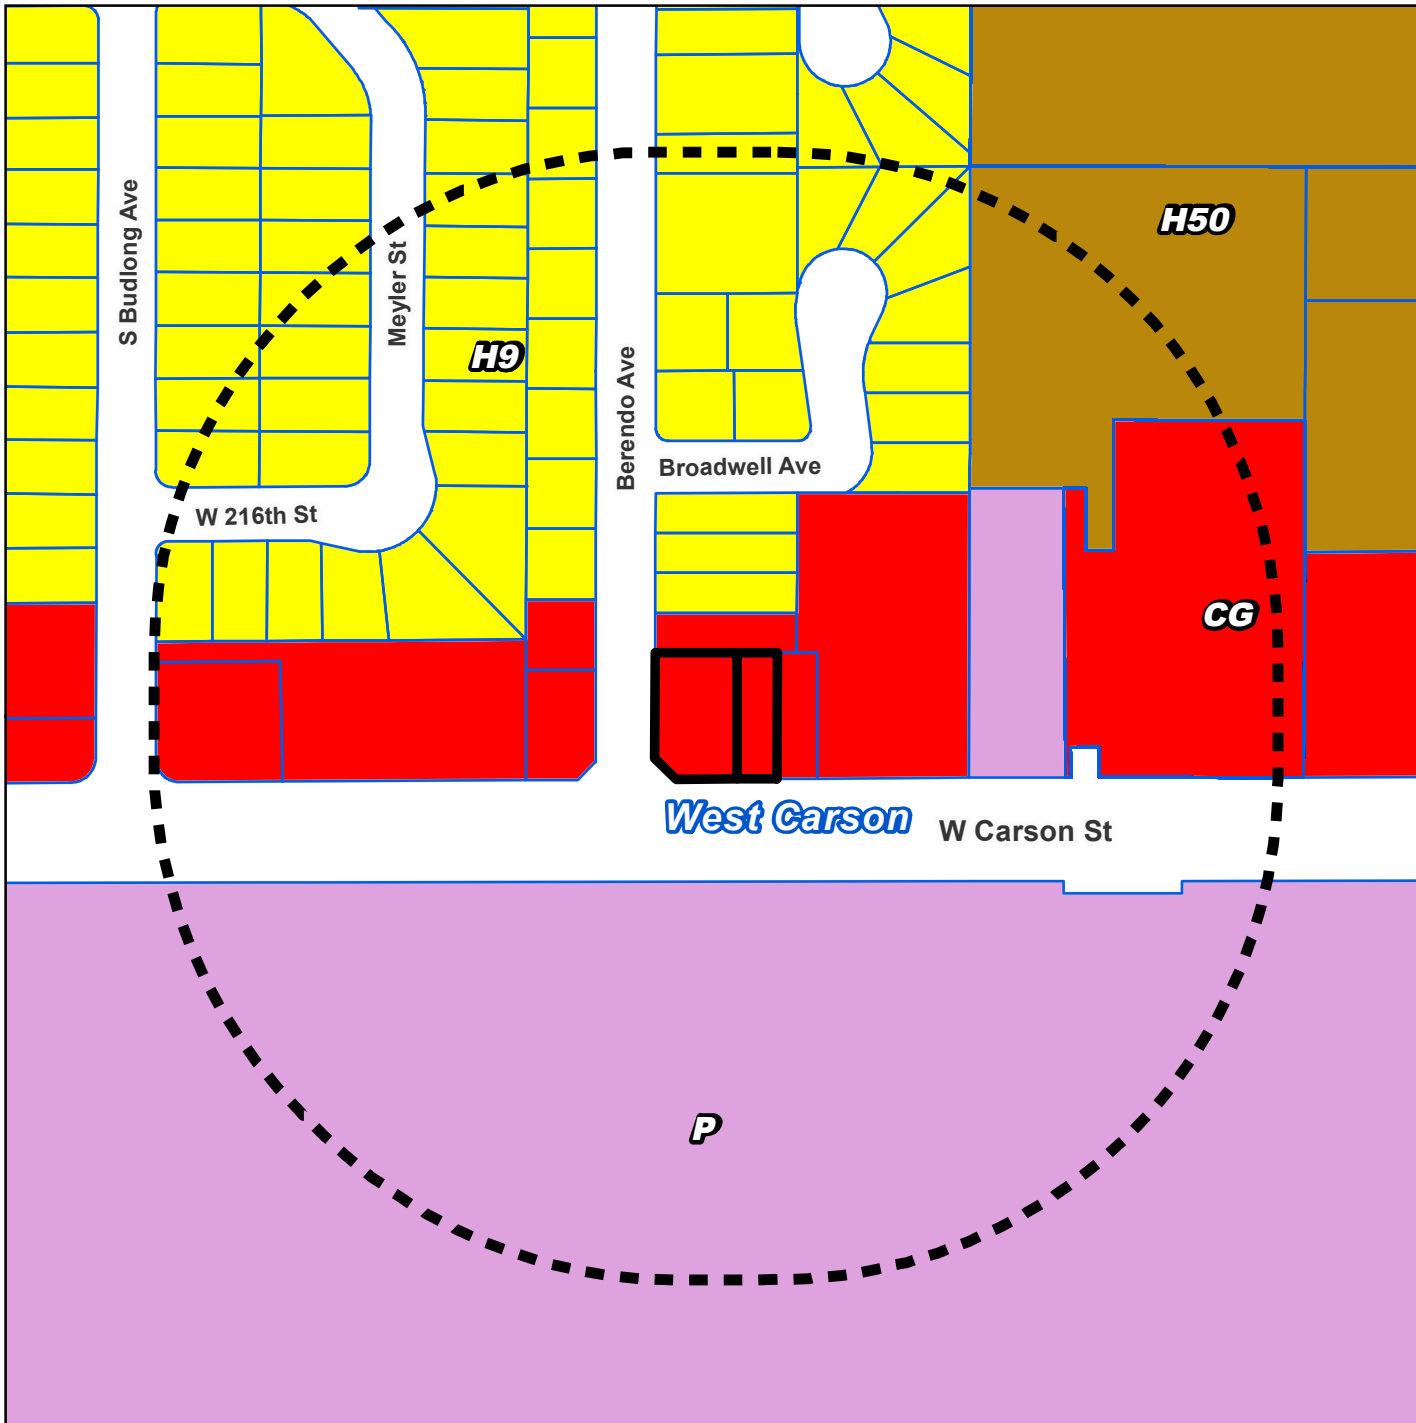 H50
S Budlong Ave
Meyler St
H9
Berendo Ave
Broadwell Ave
W 216th St
CG
West Carson
W Carson St
P